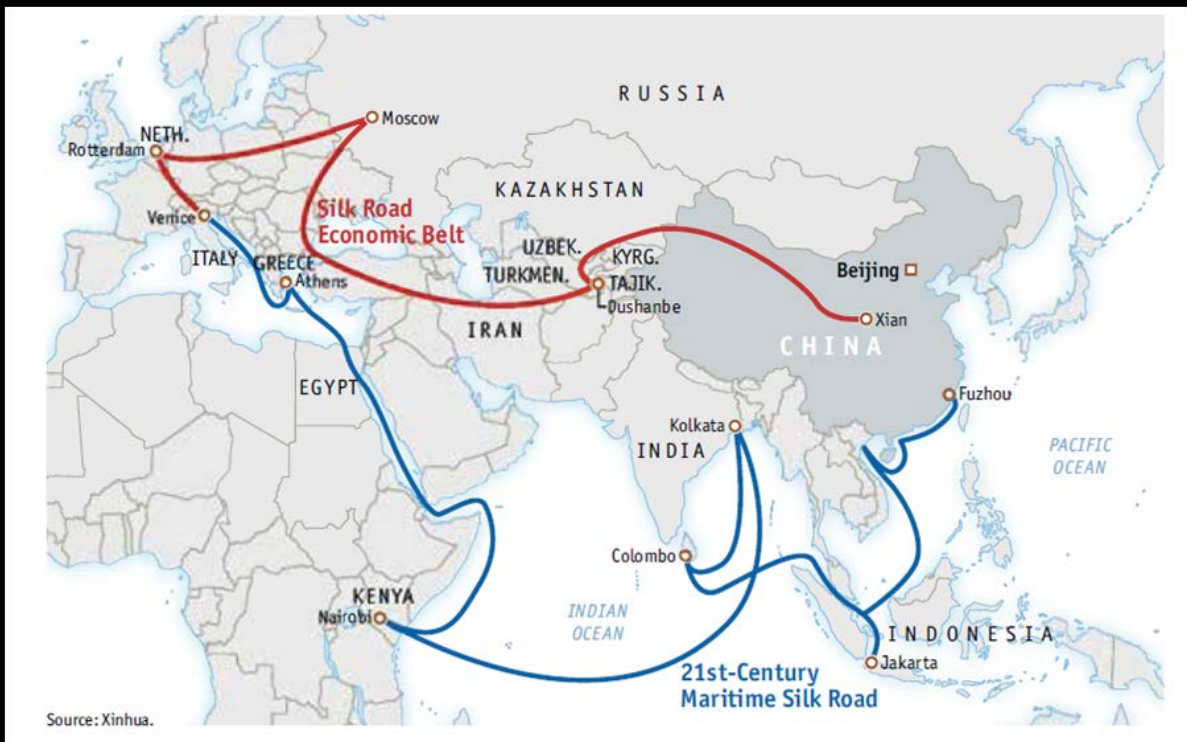 RUSSIA
Moscow
NETH.
Rotterdam
KAZAKHSTAN
Venice
Silk Road
Economic Belt
UZBEK.
KYRG.
ITALY
GREECE
Athens
TURKMEN.
TAJIK.
Dushanbe
Beijing
IRAN
Xian
CHINA
EGYPT
Fuzhou
Kolkata
INDIA
PACIFIC
OCEAN
Colombo
KENYA
Nairobi
INDIAN
OCEAN
INDONESIA
Jakarta
21st-Century
Maritime Silk Road
Source: Xinhua.